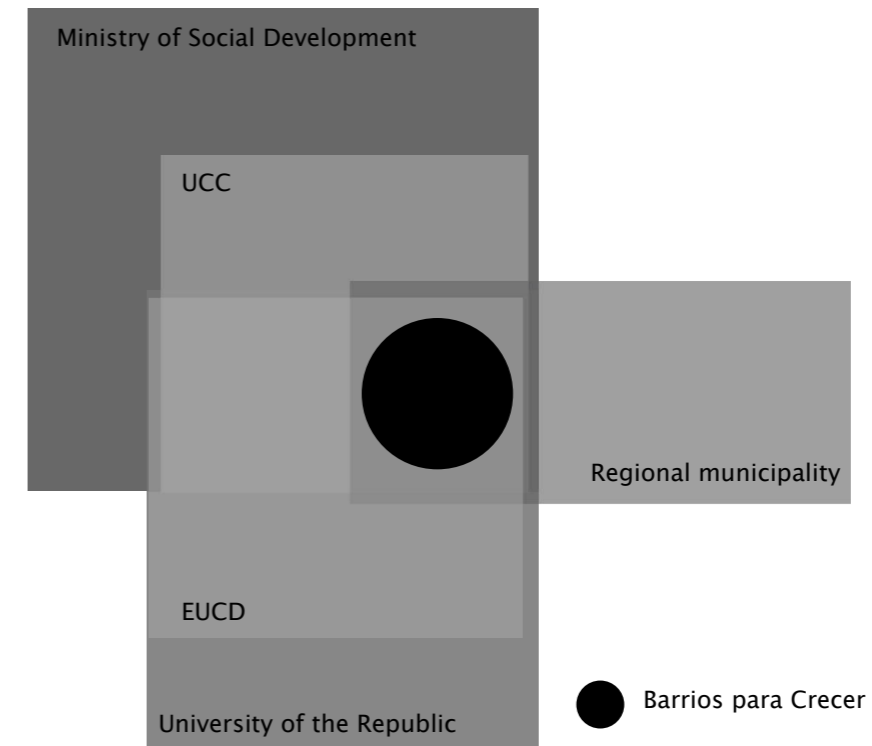 Ministry of Social Development
UCC
Regional municipality
EUCD
Barrios para Crecer
University of the Republic